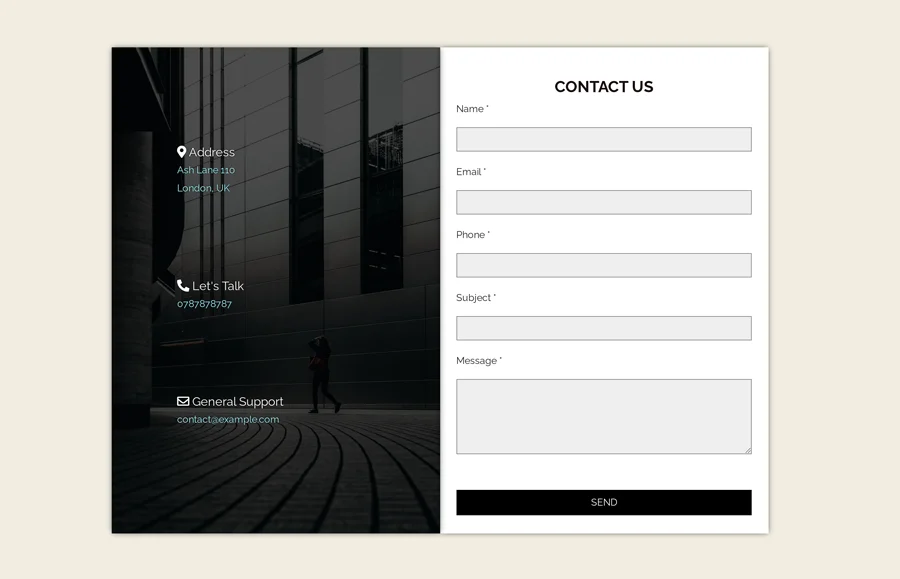 Address
Ash Lane 110
London, UK
Let's Talk
0787878787
General Support
contact@example.com
CONTACT US
Name *
Email *
Phone *
Subject *
Message *
SEND